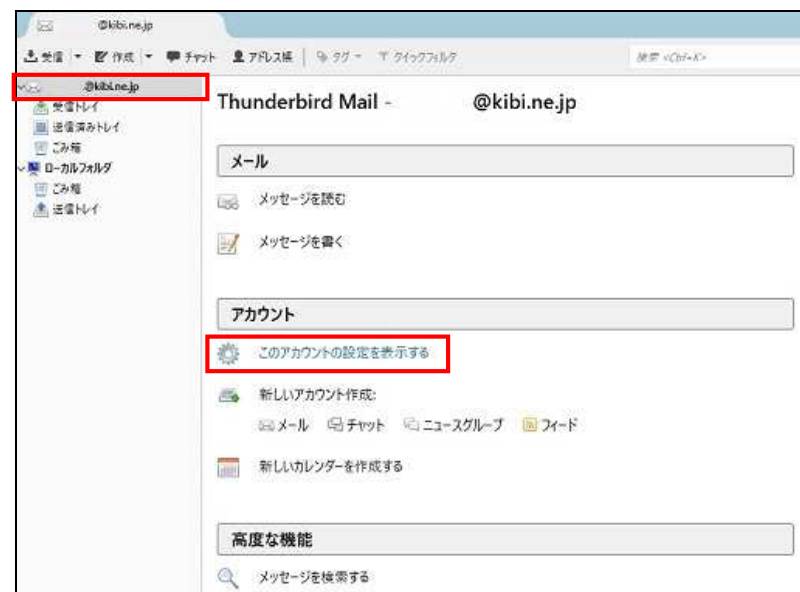 @kibi.ne.jp
受信 作成 チャット アドレス帳 タグ クイックフィルタ 検索 <Ctrl+K>
@kibi.ne.jp
受信トレイ
送信済みトレイ
ごみ箱
ローカルフォルダ
ごみ箱
送信トレイ
Thunderbird Mail - @kibi.ne.jp
メール
メッセージを読む
メッセージを書く
アカウント
このアカウントの設定を表示する
新しいアカウント作成:
メール チャット ニュースグループ フィード
新しいカレンダーを作成する
高度な機能
メッセージを検索する